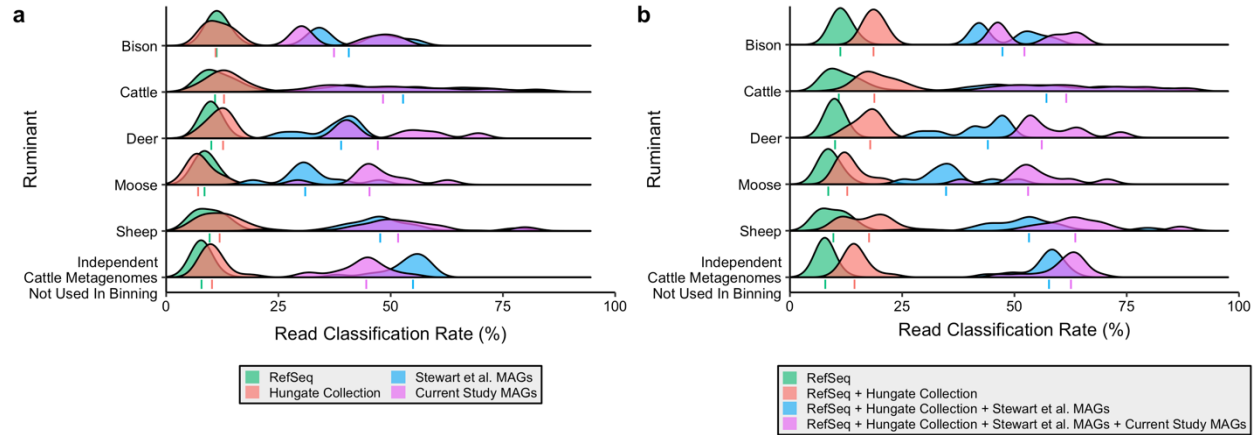 a
Ruminant
Bison
Cattle
Deer
Moose
Sheep
Independent
Cattle Metagenomes
Not Used In Binning
0
25
50
75
100
Read Classification Rate (%)
RefSeq
Hungate Collection
Stewart et al. MAGs
Current Study MAGs
b
Ruminant
Bison
Cattle
Deer
Moose
Sheep
Independent
Cattle Metagenomes
Not Used In Binning
0
25
50
75
100
Read Classification Rate (%)
RefSeq
RefSeq + Hungate Collection
RefSeq + Hungate Collection + Stewart et al. MAGs
RefSeq + Hungate Collection + Stewart et al. MAGs + Current Study MAGs